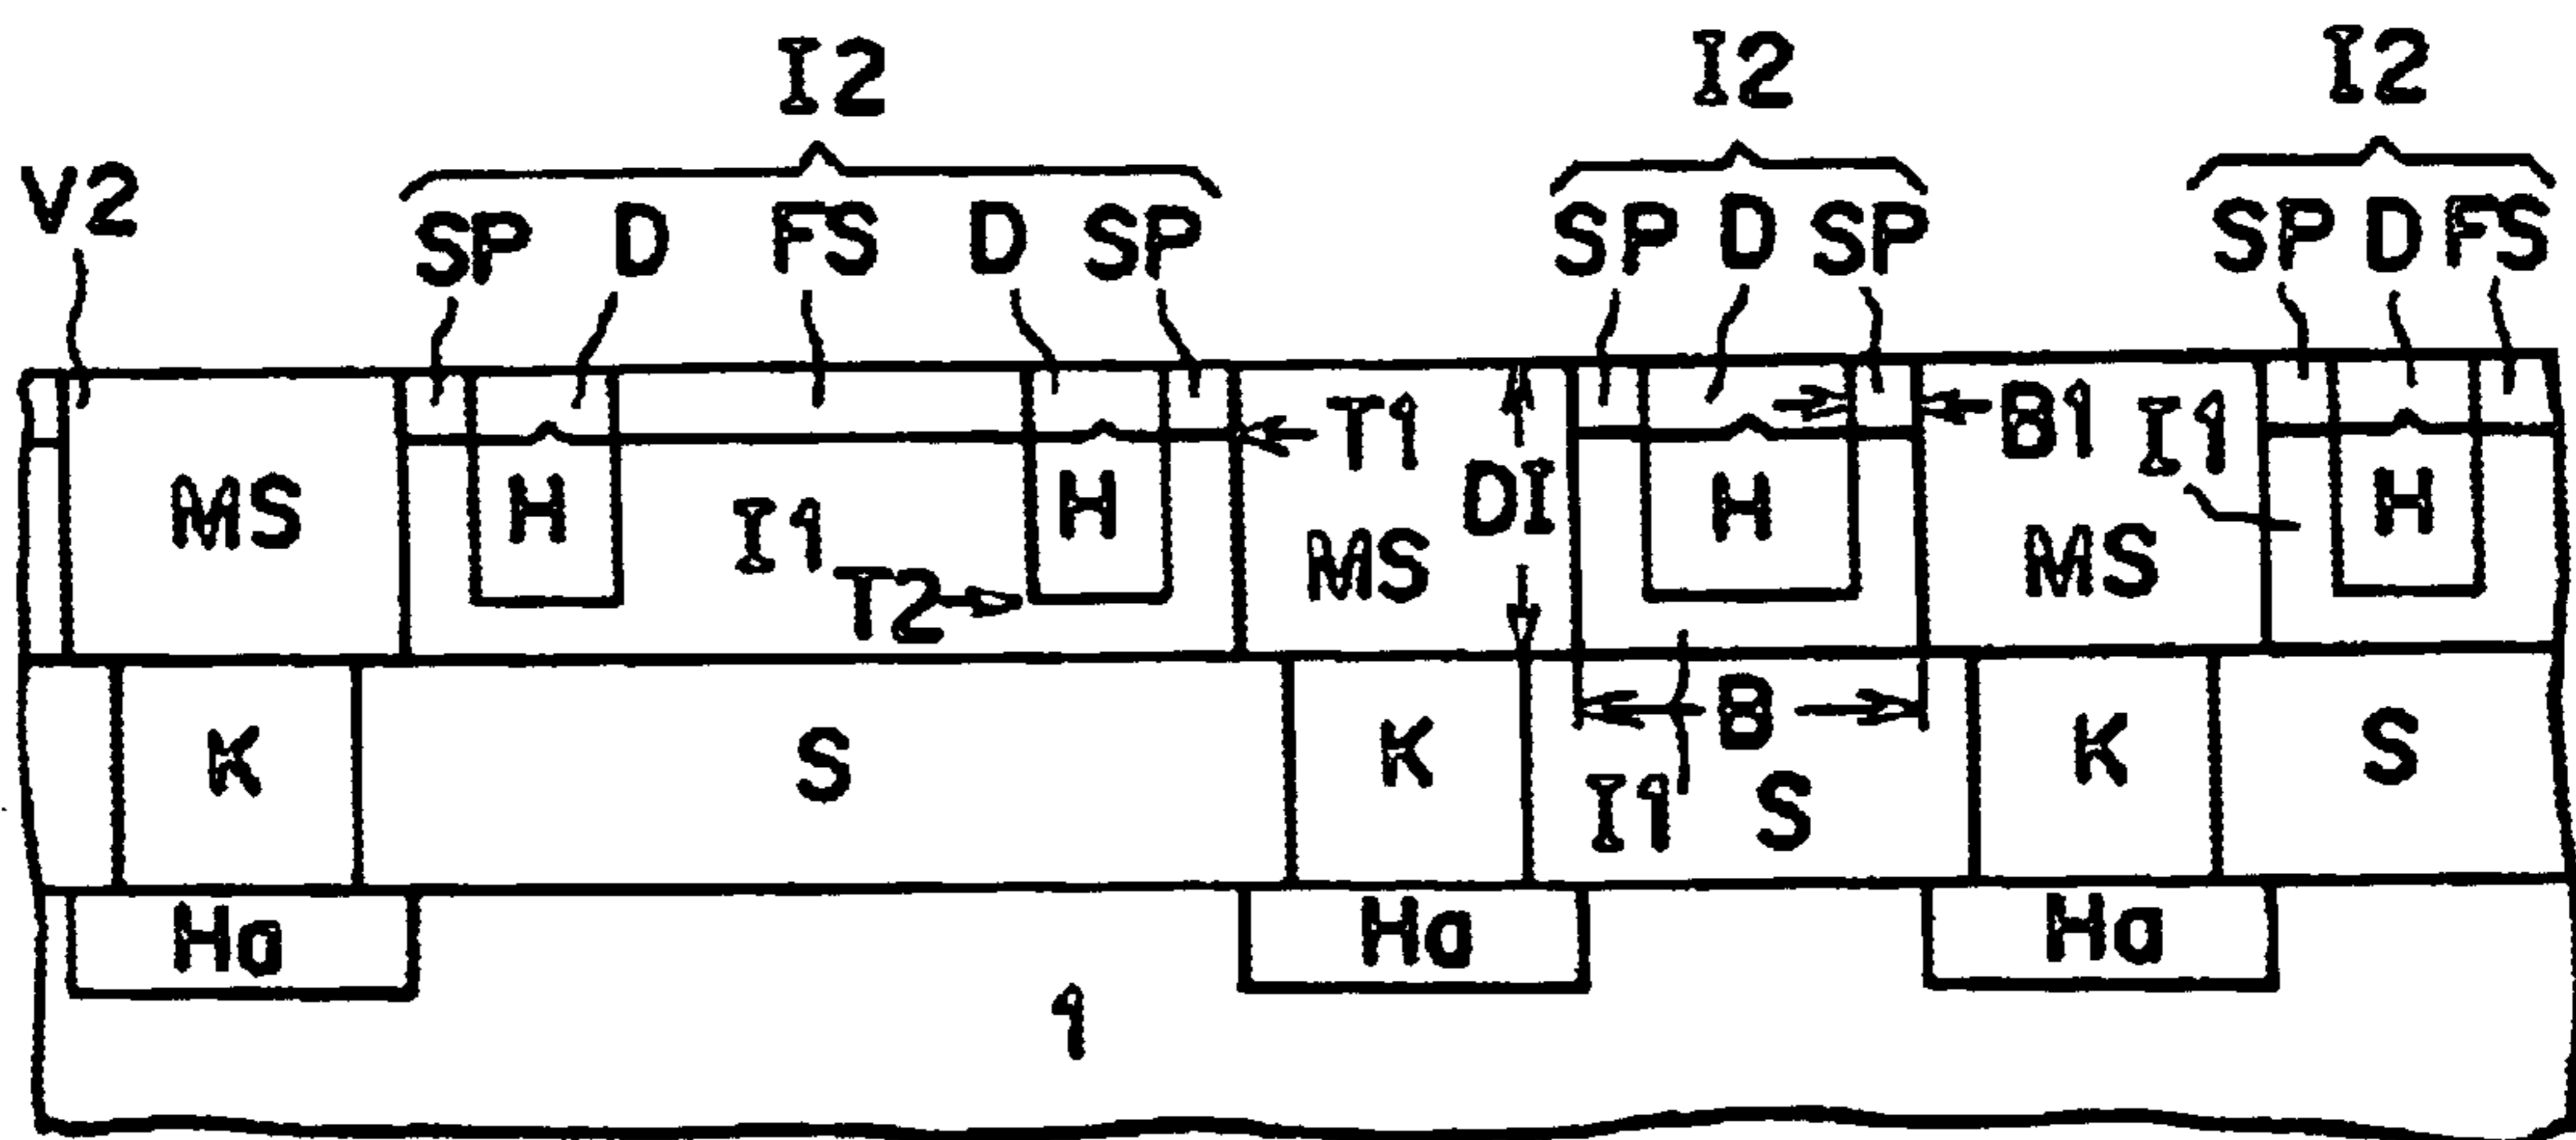 I2 I2 I2
V2 SP D FS D SP SP D SP SP D FS
T1 B1 I1
MS H I1 H DI H H
T2 MS MS
K S K B K S
I1 S
Ha Ha Ha
1